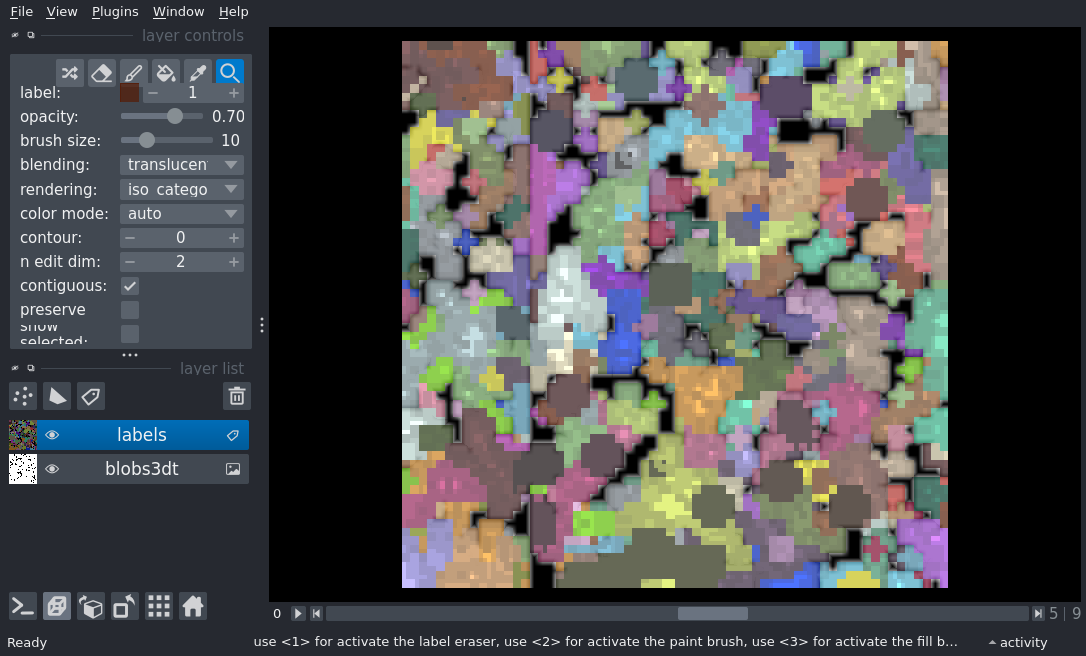 File View Plugins Window Help
layer controls
label: 1
opacity: 0.70
brush size: 10
blending: translucen
rendering: iso_catego
color mode: auto
contour: 0
n edit dim: 2
contiguous:
preserve
show
selected:
layer list
labels
blobs3dt
0 5 | 9
Ready use <1> for activate the label eraser, use <2> for activate the paint brush, use <3> for activate the fill b... activity